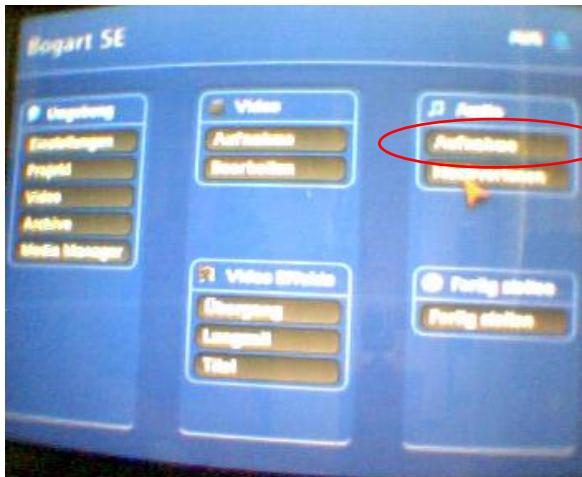 Bogart SE
Umgebung
Einstellungen
Projekt
Video
Archive
Media Manager
Video
Aufnahme
Bearbeiten
Video Effekte
Übergang
Langzeit
Titel
Audio
Aufnahme
Fertig stellen
Fertig stellen